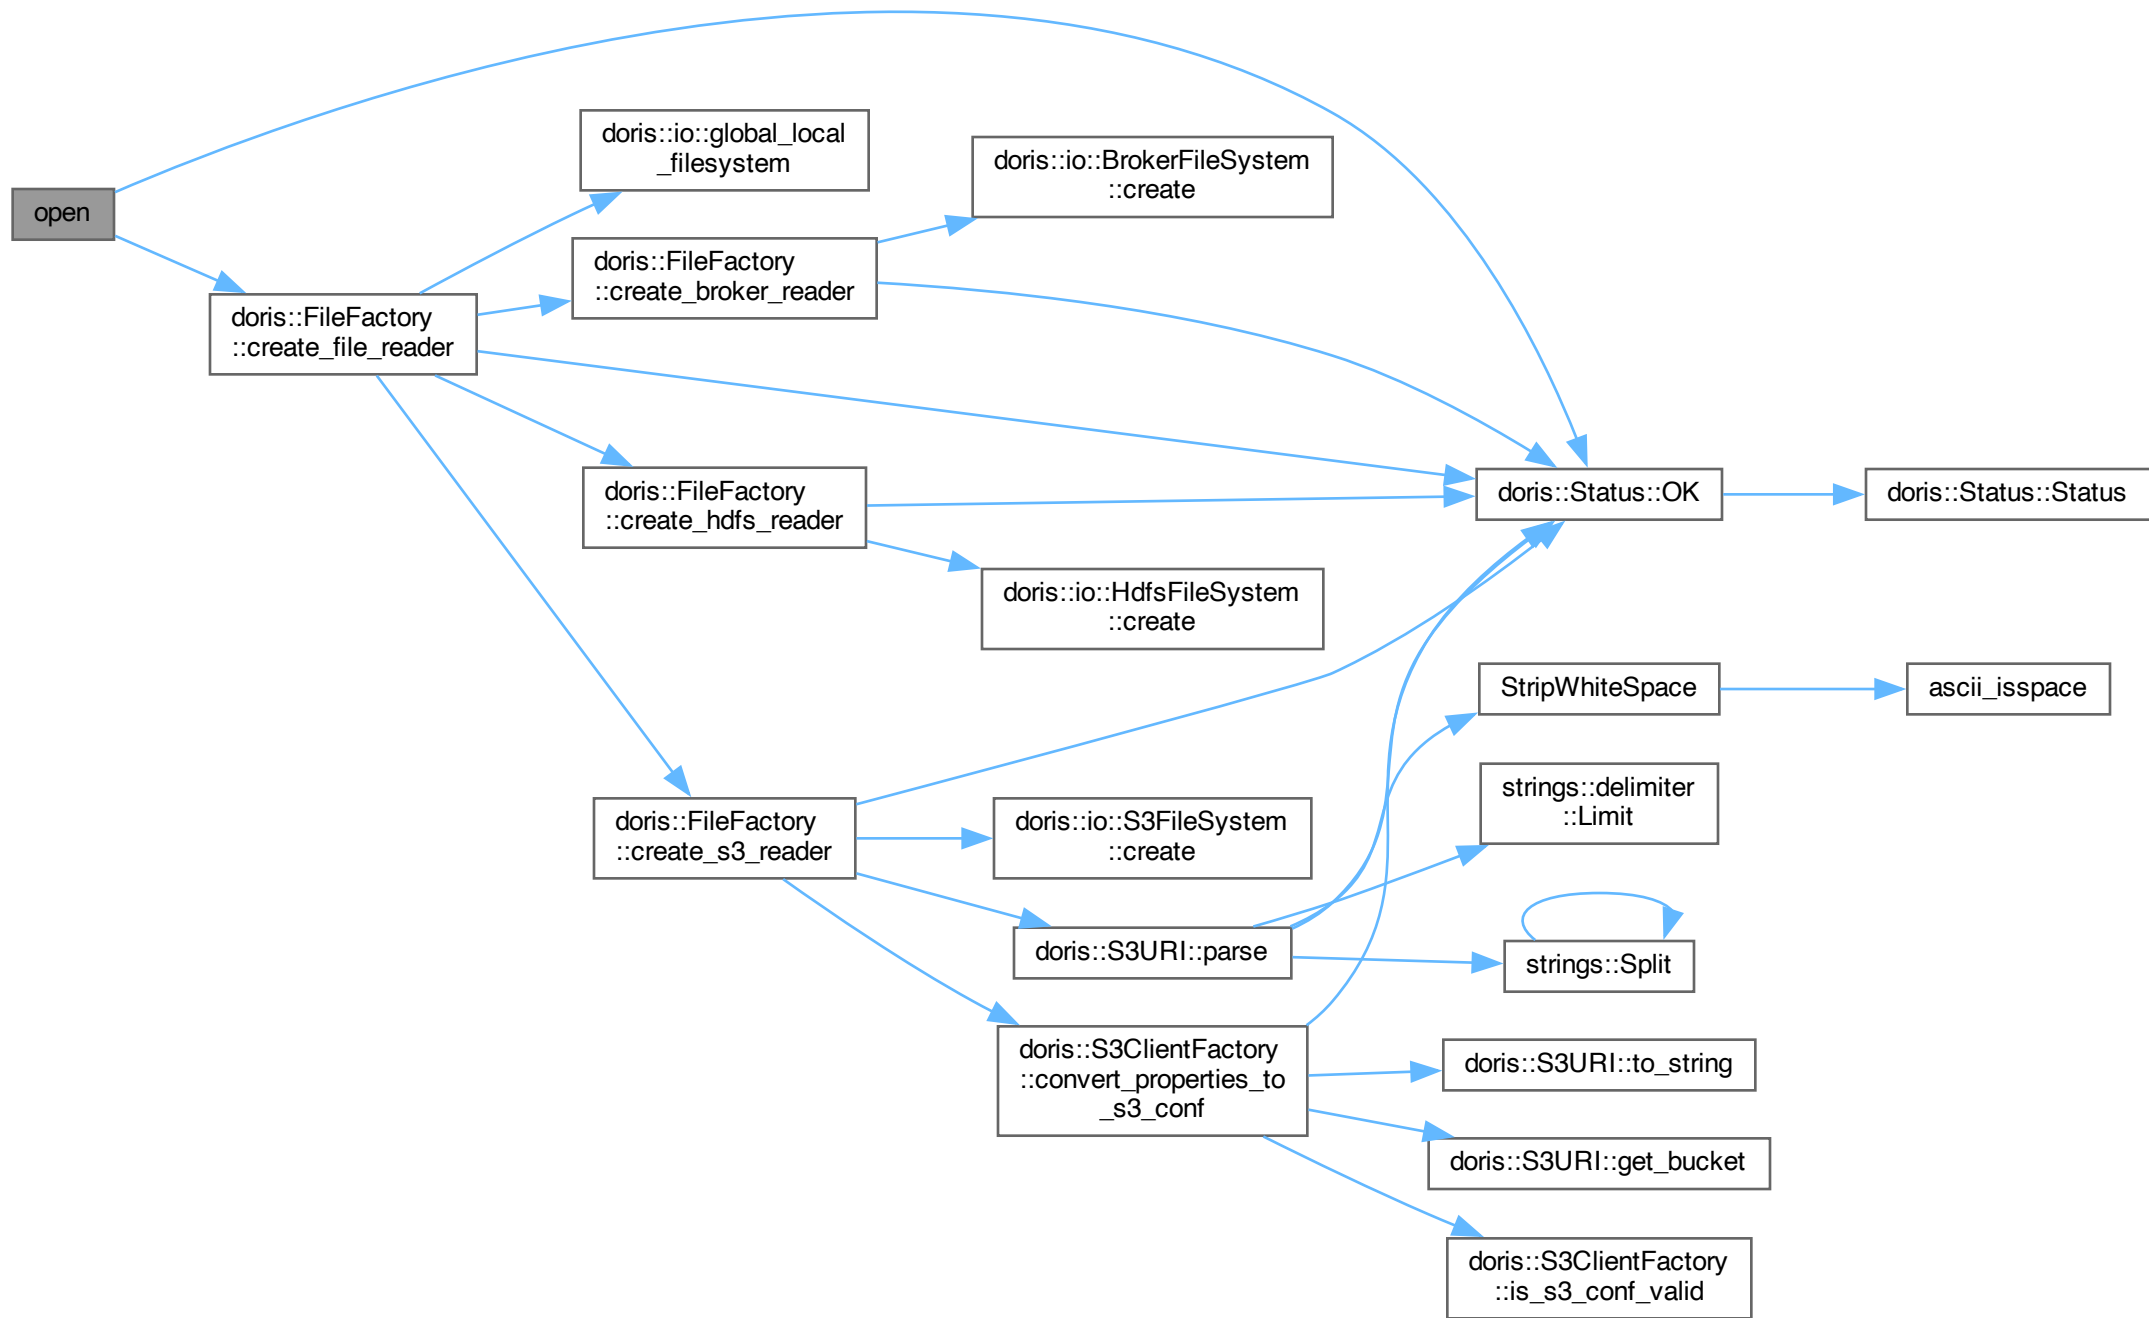 open
doris::FileFactory
::create_file_reader
doris::io::global_local
_filesystem
doris::FileFactory
::create_broker_reader
doris::io::BrokerFileSystem
::create
doris::FileFactory
::create_hdfs_reader
doris::io::HdfsFileSystem
::create
doris::Status::OK
doris::Status::Status
StripWhiteSpace
ascii_isspace
doris::FileFactory
::create_s3_reader
doris::io::S3FileSystem
::create
strings::delimiter
::Limit
doris::S3URI::parse
strings::Split
doris::S3ClientFactory
::convert_properties_to
_s3_conf
doris::S3URI::to_string
doris::S3URI::get_bucket
doris::S3ClientFactory
::is_s3_conf_valid